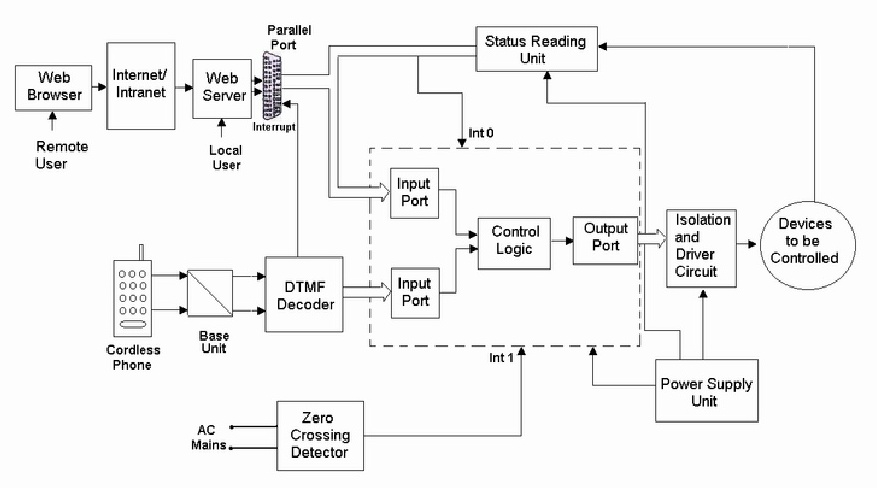 Parallel
Port
Status Reading
Unit
Web
Browser
Internet/
Intranet
Web
Server
Interrupt
Int 0
Remote
User
Local
User
Input
Port
Control
Logic
Output
Port
Isolation
and
Driver
Circuit
Devices
to be
Controlled
DTMF
Decoder
Input
Port
Cordless
Phone
Base
Unit
Int 1
Power Supply
Unit
AC
Mains
Zero
Crossing
Detector